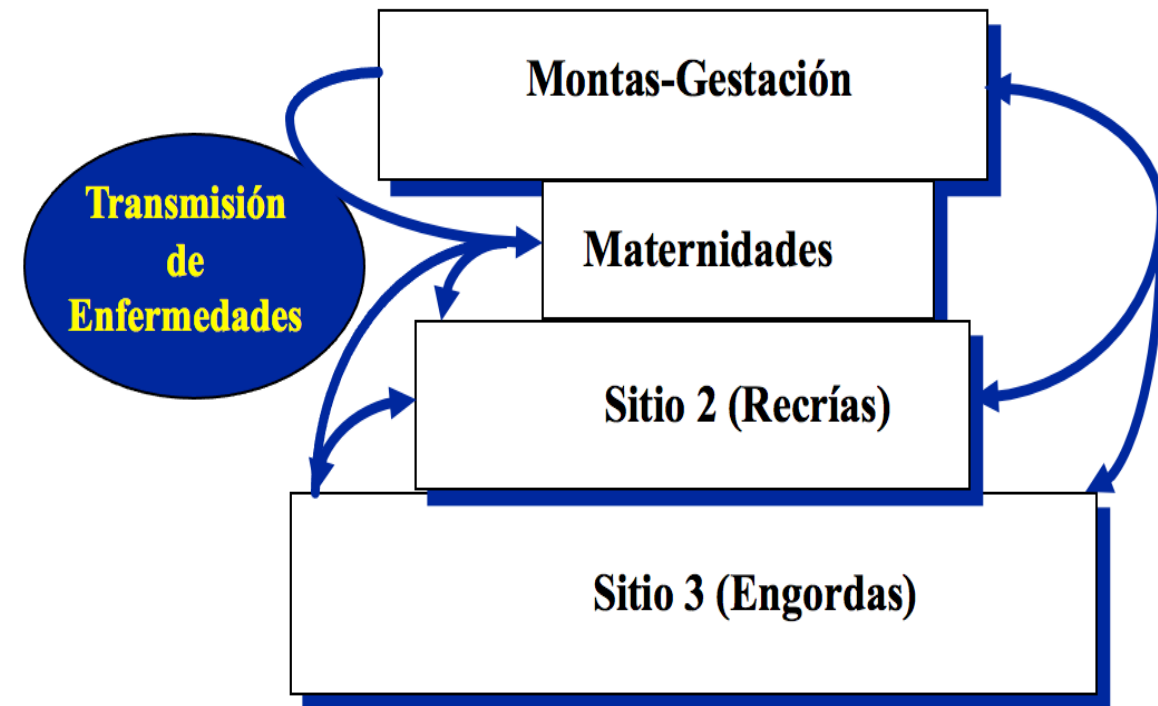 Montas-Gestación
Transmisión
de
Enfermedades
Maternidades
Sitio 2 (Recrías)
Sitio 3 (Engordas)